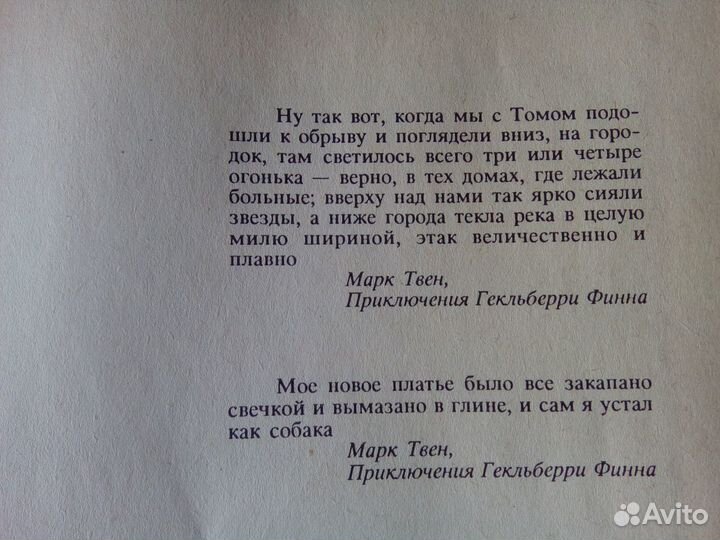 Ну так вот, когда мы с Томом подо-
шли к обрыву и поглядели вниз, на горо-
док, там светилось всего три или четыре
огонька — верно, в тех домах, где лежали
больные; вверху над нами так ярко сияли
звезды, а ниже города текла река в целую
милю шириной, этак величественно и
плавно
Марк Твен,
Приключения Гекльберри Финна
Мое новое платье было все закапано
свечкой и вымазано в глине, и сам я устал
как собака
Марк Твен,
Приключения Гекльберри Финна
Avito